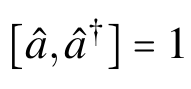 [â, â†] = 1